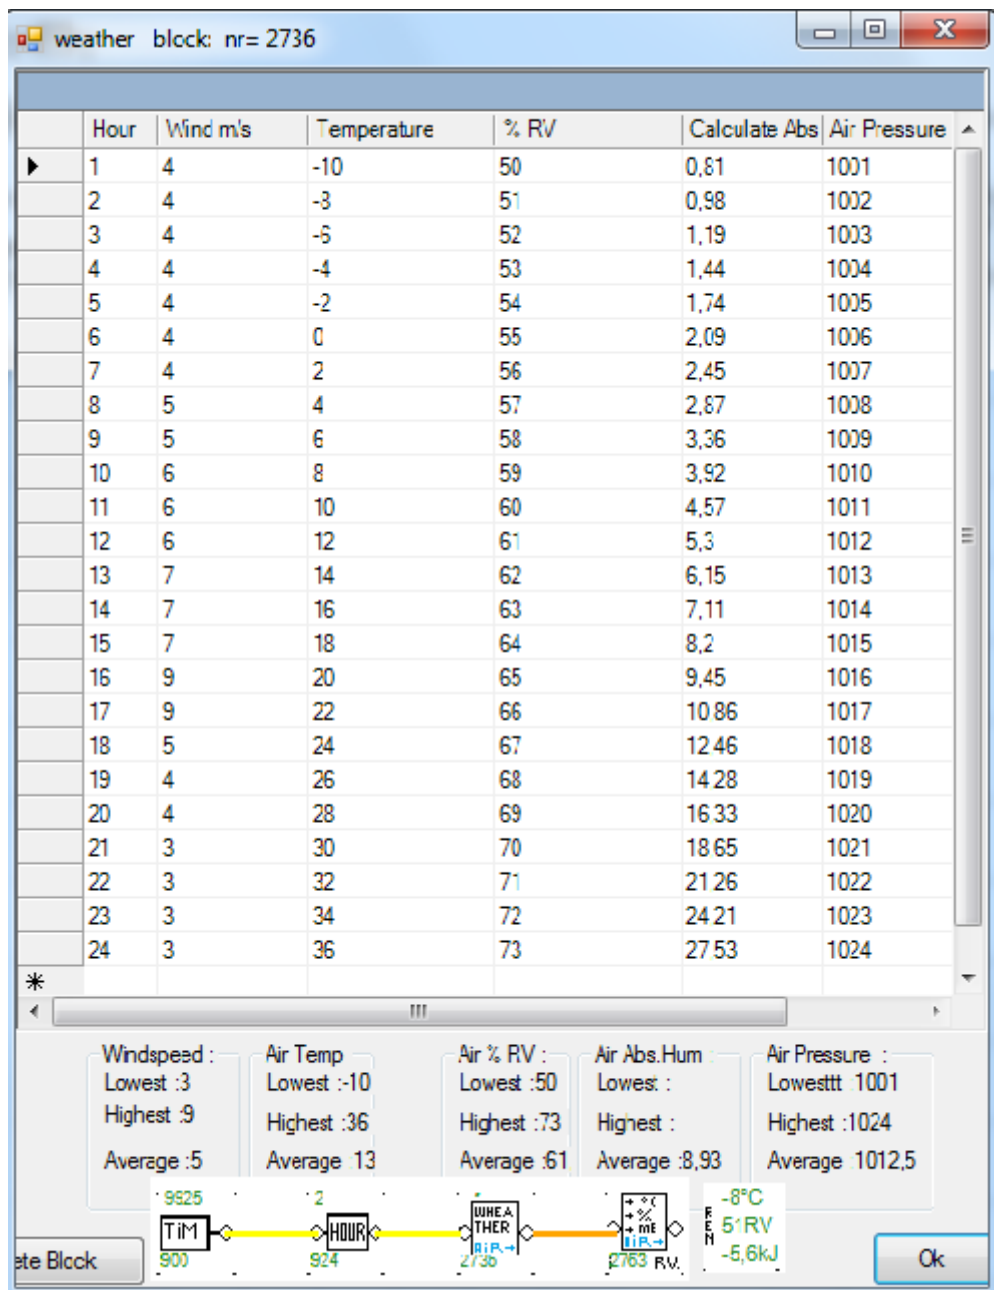 weather block: nr= 2736
Hour Wind m/s Temperature % RV Calculate Abs Air Pressure
1 4 -10 50 0,81 1001
2 4 -8 51 0,98 1002
3 4 -6 52 1,19 1003
4 4 -4 53 1,44 1004
5 4 -2 54 1,74 1005
6 4 0 55 2,09 1006
7 4 2 56 2,45 1007
8 5 4 57 2,87 1008
9 5 6 58 3,36 1009
10 6 8 59 3,92 1010
11 6 10 60 4,57 1011
12 6 12 61 5,3 1012
13 7 14 62 6,15 1013
14 7 16 63 7,11 1014
15 7 18 64 8,2 1015
16 9 20 65 9,45 1016
17 9 22 66 10 86 1017
18 5 24 67 12 46 1018
19 4 26 68 14 28 1019
20 4 28 69 16 33 1020
21 3 30 70 18 65 1021
22 3 32 71 21 26 1022
23 3 34 72 24 21 1023
24 3 36 73 27 53 1024
Windspeed : Air Temp Air % RV : Air Abs.Hum Air Pressure :
Lowest :3 Lowest :-10 Lowest :50 Lowest : Lowesttt 1001
Highest :9 Highest :36 Highest :73 Highest : Highest :1024
Average :5 Average 13 Average :61 Average :8,93 Average 1012,5
9925 2 -8°C
TiM HOUR WHEA THER AiR→ →°C →% → mE AiR→ REN 51RV
900 924 2736 2763 RV. -5,6kJ
ete Block Ok